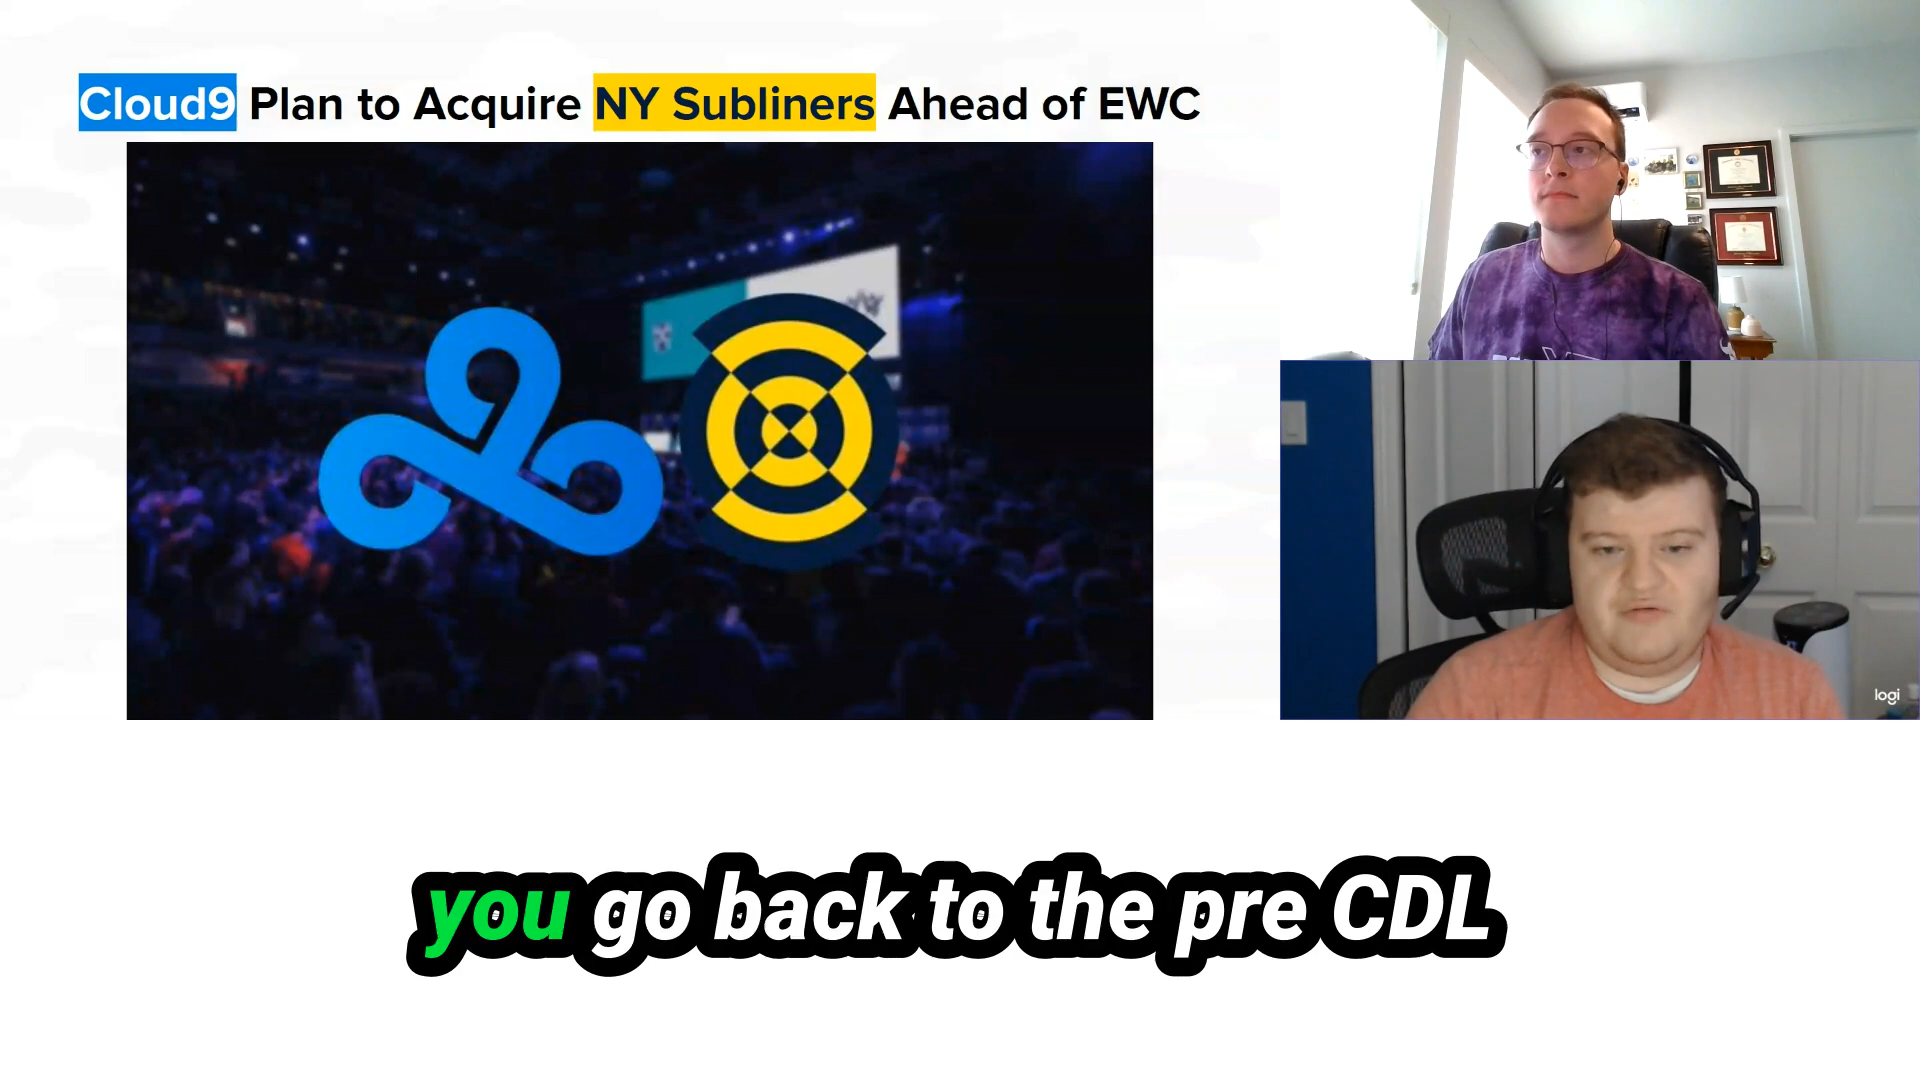 Cloud9 Plan to Acquire NY Subliners Ahead of EWC
logi
you go back to the pre CDL